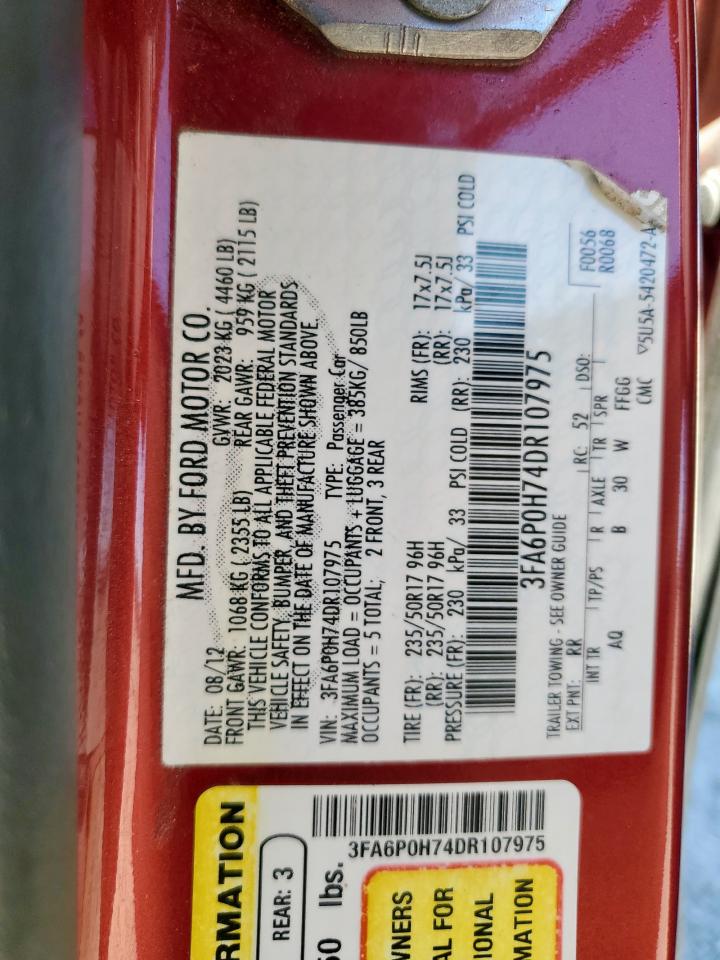 MFD. BY FORD MOTOR CO.
DATE: 08/12 GVWR: 2023 KG ( 4460 LB)
FRONT GAWR: 1068 KG ( 2355 LB) REAR GAWR: 959 KG ( 2115 LB)
THIS VEHICLE CONFORMS TO ALL APPLICABLE FEDERAL MOTOR
VEHICLE SAFETY, BUMPER, AND THEFT PREVENTION STANDARDS
IN EFFECT ON THE DATE OF MANUFACTURE SHOWN ABOVE.
VIN: 3FA6P0H74DR107975 TYPE: Passenger Car
MAXIMUM LOAD = OCCUPANTS + LUGGAGE = 385KG/ 850LB
OCCUPANTS = 5 TOTAL; 2 FRONT, 3 REAR
TIRE (FR): 235/50R17 96H RIMS (FR): 17x7.5J
(RR): 235/50R17 96H (RR): 17x7.5J
PRESSURE (FR): 230 kPa/ 33 PSI COLD (RR): 230 kPa/ 33 PSI COLD
3FA6P0H74DR107975
TRAILER TOWING - SEE OWNER GUIDE
EXT PNT: RR RC: 52 DSO:
F0056
R0068
INT TR TP/PS R AXLE TR SPR
AQ B 30 W FFGG
CMC ▽5U5A-5420472-A
RMATION
REAR: 3
50 lbs.
3FA6P0H74DR107975
WNERS
AL FOR
IONAL
MATION